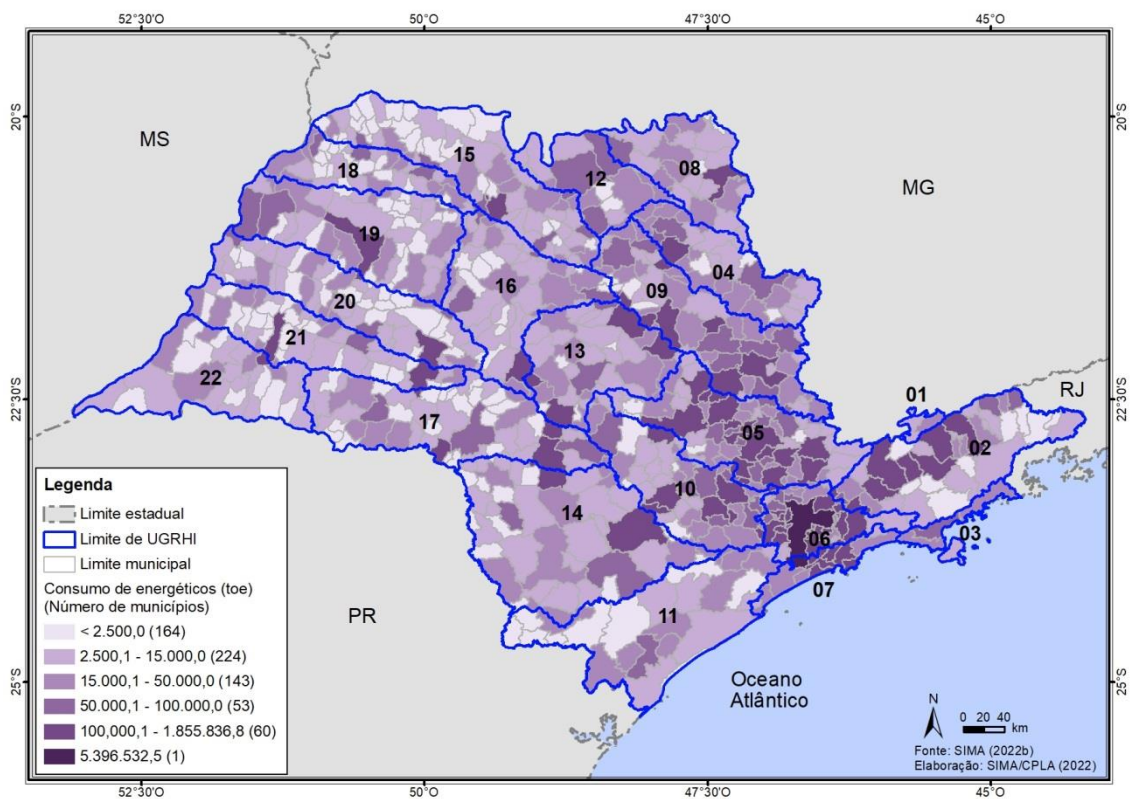 52°30'O
50°O
47°30'O
45°O
20°S
20°S
MS
MG
15
18
12
08
19
04
16
09
20
13
21
22
22°30'S
22°30'S
RJ
01
17
05
02
10
14
06
03
07
11
PR
25°S
25°S
Oceano
Atlântico
Legenda
Limite estadual
Limite de UGRHI
Limite municipal
Consumo de energéticos (toe)
(Número de municípios)
< 2.500,0 (164)
2.500,1 - 15.000,0 (224)
15.000,1 - 50.000,0 (143)
50.000,1 - 100.000,0 (53)
100,000,1 - 1.855.836,8 (60)
5.396.532,5 (1)
N
0 20 40
km
Fonte: SIMA (2022b)
Elaboração: SIMA/CPLA (2022)
52°30'O
50°O
47°30'O
45°O